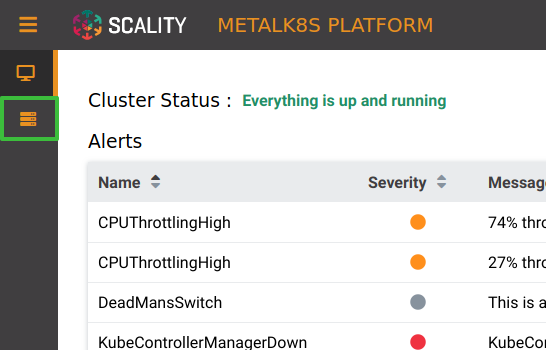 SCALITY METALK8S PLATFORM
Cluster Status : Everything is up and running
Alerts
Name Severity Messag
CPUThrottlingHigh 74% thro
CPUThrottlingHigh 27% thro
DeadMansSwitch This is a
KubeControllerManagerDown KubeCon